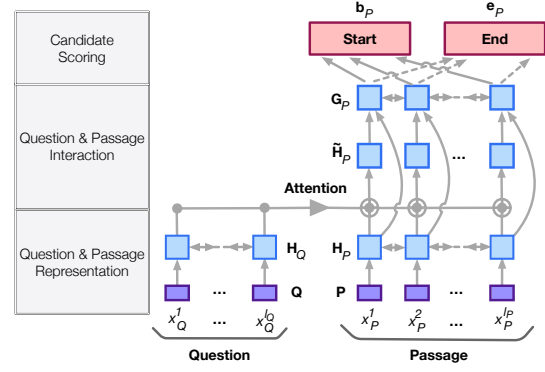 b_P e_P
Candidate
Scoring
Start End
G_P
Question & Passage
Interaction
H̃_P
...
Attention
Question & Passage
Representation
H_Q H_P
... Q P ...
x_Q^1 ... x_Q^{l_Q} x_P^1 x_P^2 ... x_P^{l_P}
Question Passage